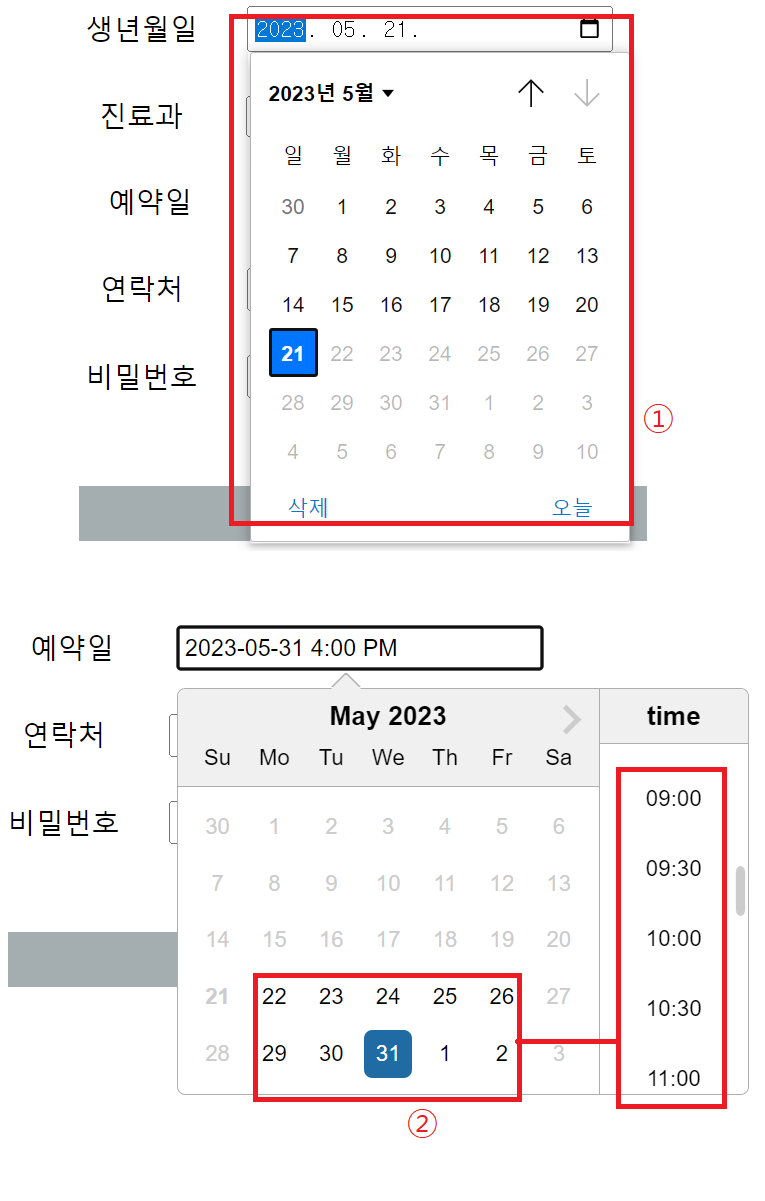 생년월일 2023. 05. 21.
2023년 5월
진료과
일 월 화 수 목 금 토
예약일
30 1 2 3 4 5 6
7 8 9 10 11 12 13
연락처
14 15 16 17 18 19 20
21 22 23 24 25 26 27
비밀번호
28 29 30 31 1 2 3
①
4 5 6 7 8 9 10
삭제 오늘
예약일 2023-05-31 4:00 PM
May 2023 time
연락처
Su Mo Tu We Th Fr Sa
09:00
비밀번호
30 1 2 3 4 5 6
09:30
7 8 9 10 11 12 13
14 15 16 17 18 19 20
10:00
21 22 23 24 25 26 27
10:30
28 29 30 31 1 2 3
11:00
②